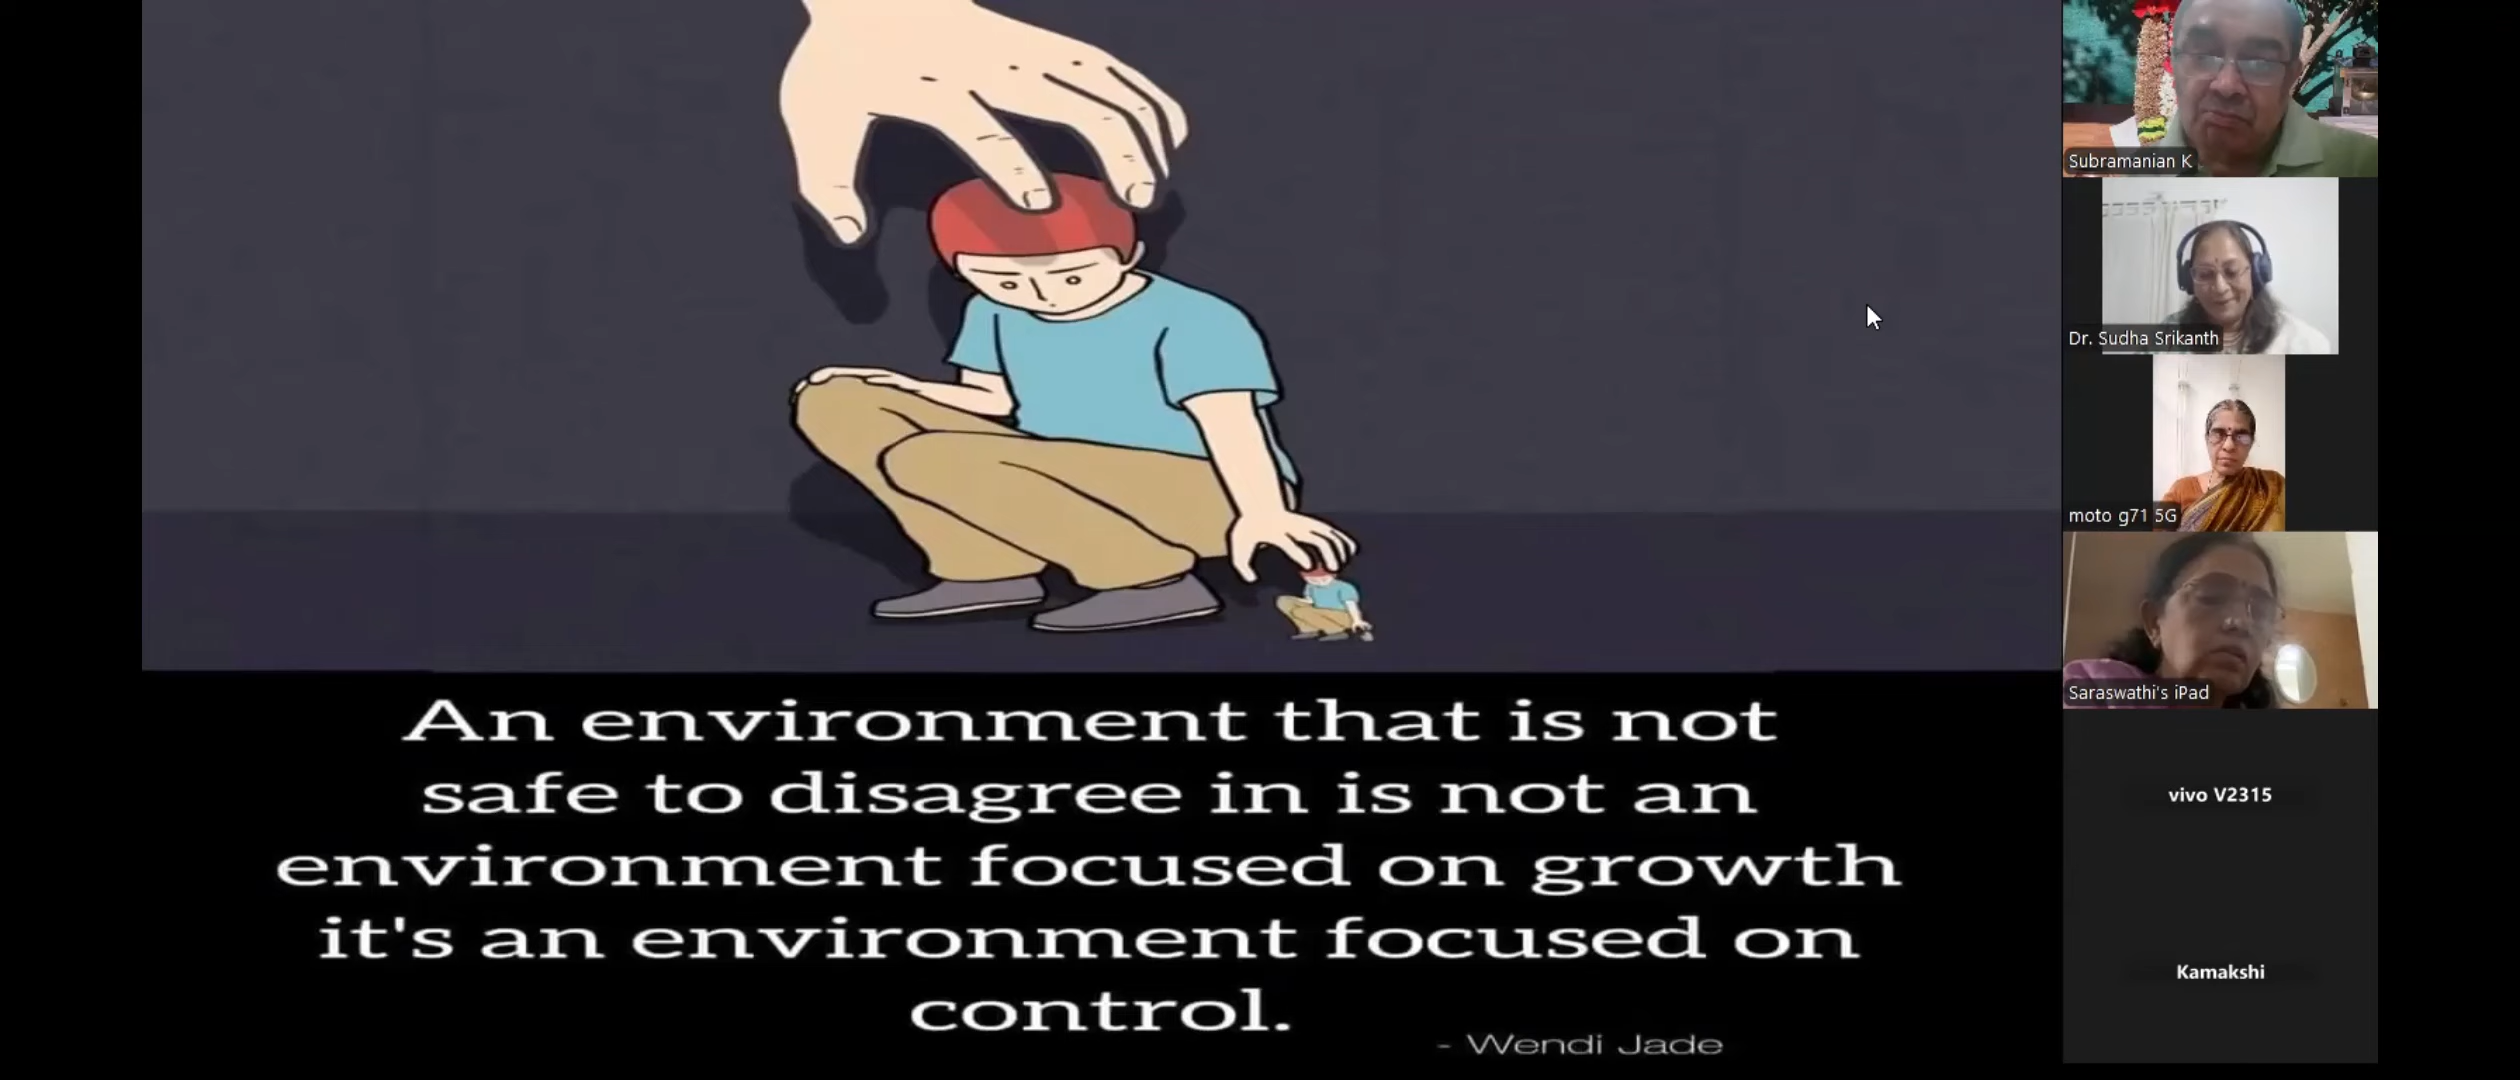 An environment that is not
safe to disagree in is not an
environment focused on growth
it's an environment focused on
control.
- Wendi Jade
Subramanian K
Dr. Sudha Srikanth
moto g71 5G
Saraswathi's iPad
vivo V2315
Kamakshi